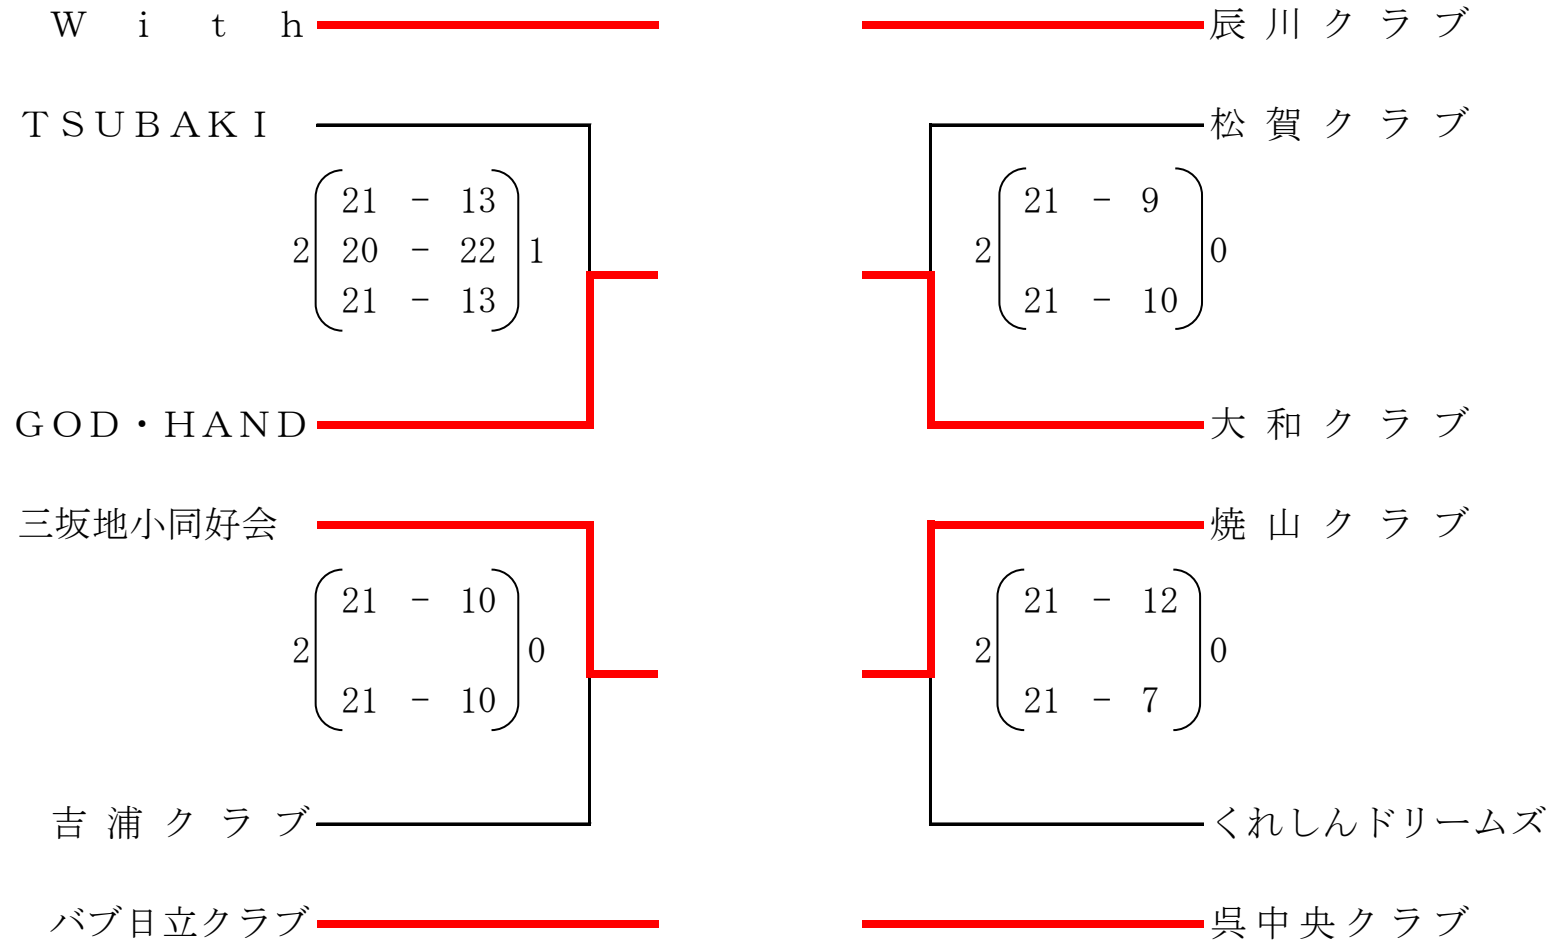 With 辰川クラブ
TSUBAKI 松賀クラブ
21 - 13 21 - 9
2 20 - 22 1 2 0
21 - 13 21 - 10
GOD・HAND 大和クラブ
三坂地小同好会 焼山クラブ
21 - 10 21 - 12
2 0 2 0
21 - 10 21 - 7
吉浦クラブ くれしんドリームズ
バブ日立クラブ 呉中央クラブ